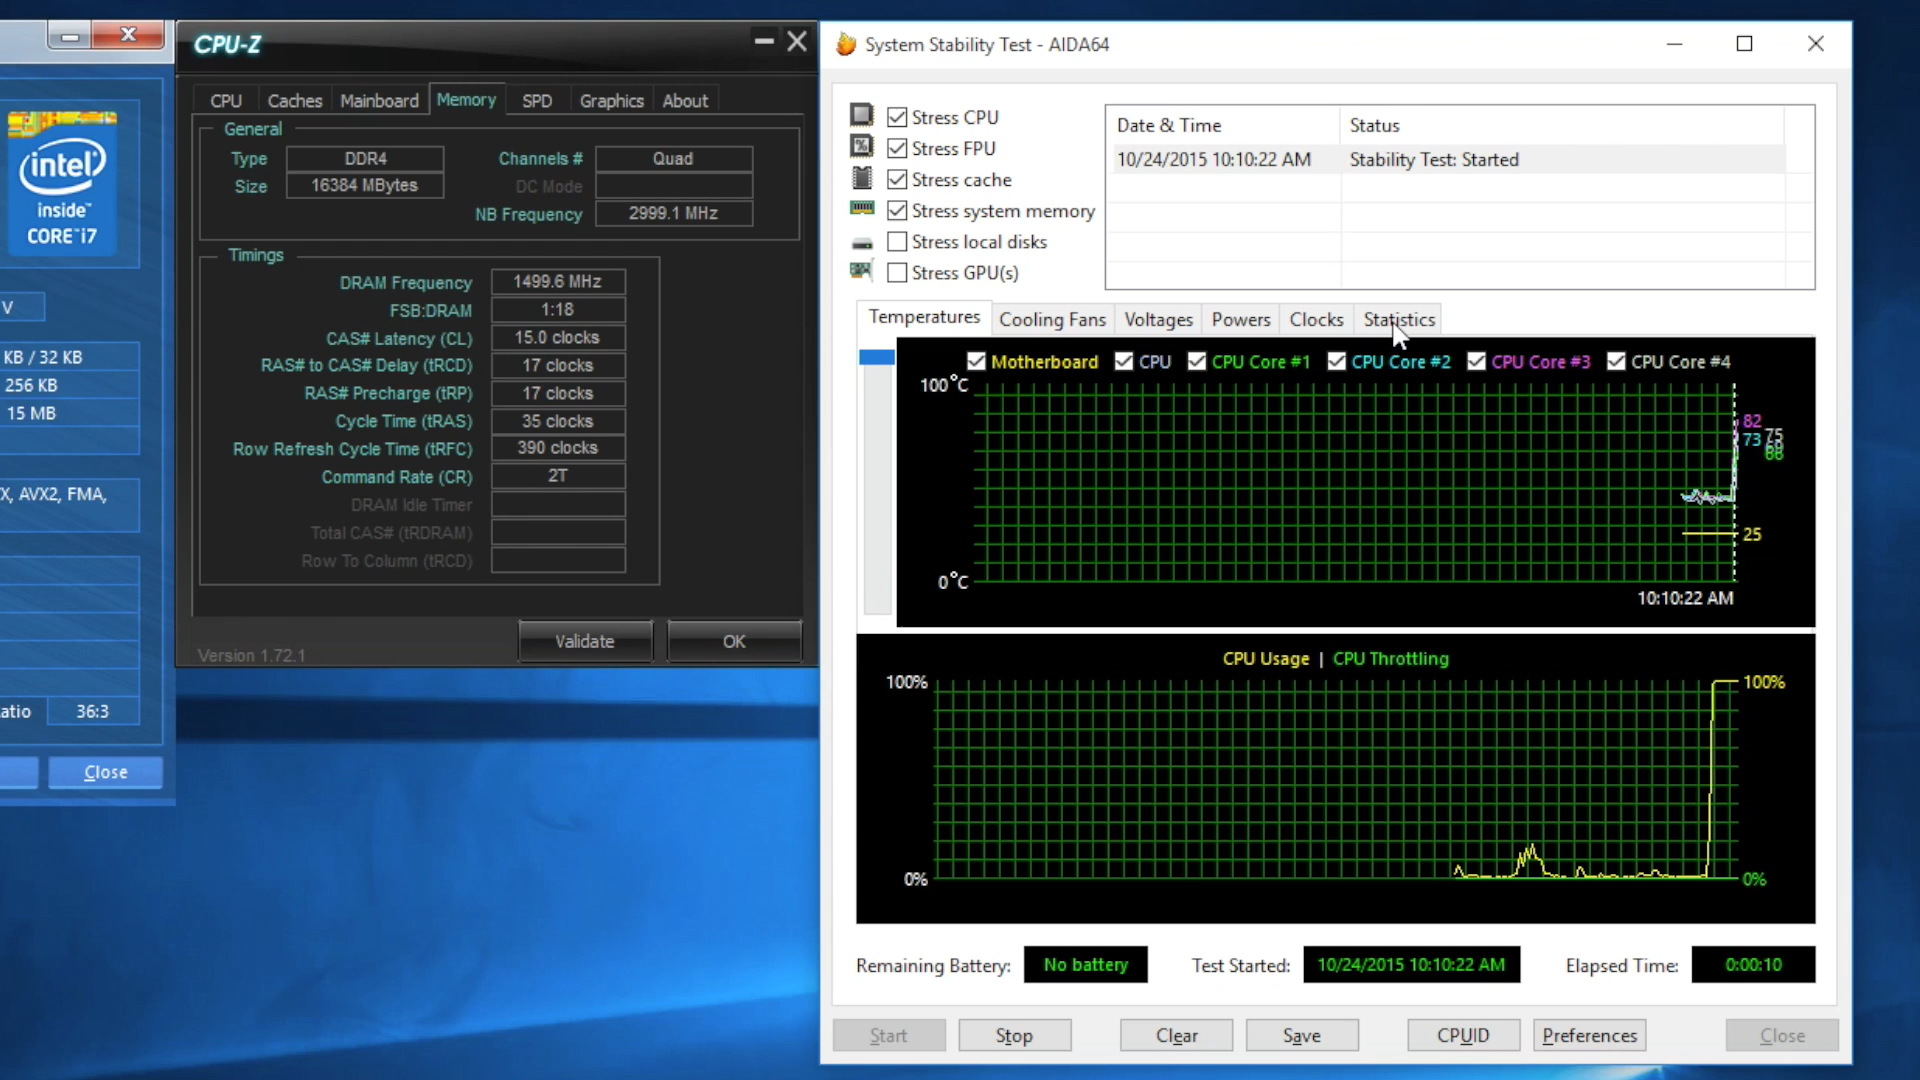 (intel)
inside™
CORE™i7
V
KB / 32 KB
256 KB
15 MB
X, AVX2, FMA,
atio 36:3
Close
CPU-Z
CPU Caches Mainboard Memory SPD Graphics About
General
Type DDR4 Channels # Quad
Size 16384 MBytes DC Mode
NB Frequency 2999.1 MHz
Timings
DRAM Frequency 1499.6 MHz
FSB:DRAM 1:18
CAS# Latency (CL) 15.0 clocks
RAS# to CAS# Delay (tRCD) 17 clocks
RAS# Precharge (tRP) 17 clocks
Cycle Time (tRAS) 35 clocks
Row Refresh Cycle Time (tRFC) 390 clocks
Command Rate (CR) 2T
DRAM Idle Timer
Total CAS# (tRDRAM)
Row To Column (tRCD)
Version 1.72.1 Validate OK
System Stability Test - AIDA64
Stress CPU
Stress FPU
Stress cache
Stress system memory
Stress local disks
Stress GPU(s)
Date & Time Status
10/24/2015 10:10:22 AM Stability Test: Started
Temperatures Cooling Fans Voltages Powers Clocks Statistics
Motherboard CPU CPU Core #1 CPU Core #2 CPU Core #3 CPU Core #4
100°C
82
73 75
25
0°C
10:10:22 AM
CPU Usage | CPU Throttling
100% 100%
0% 0%
Remaining Battery: No battery Test Started: 10/24/2015 10:10:22 AM Elapsed Time: 0:00:10
Start Stop Clear Save CPUID Preferences Close